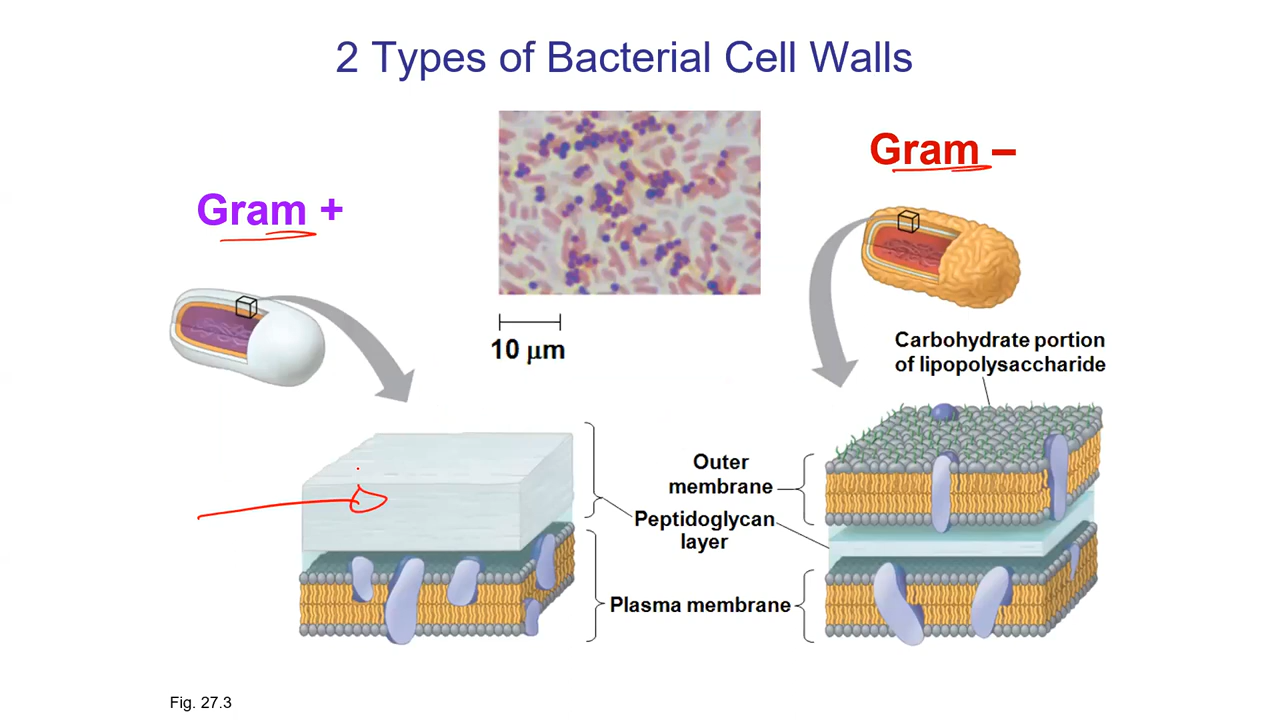 2 Types of Bacterial Cell Walls
Gram –
Gram +
10 μm
Carbohydrate portion
of lipopolysaccharide
Outer
membrane
Peptidoglycan
layer
Plasma membrane
Fig. 27.3